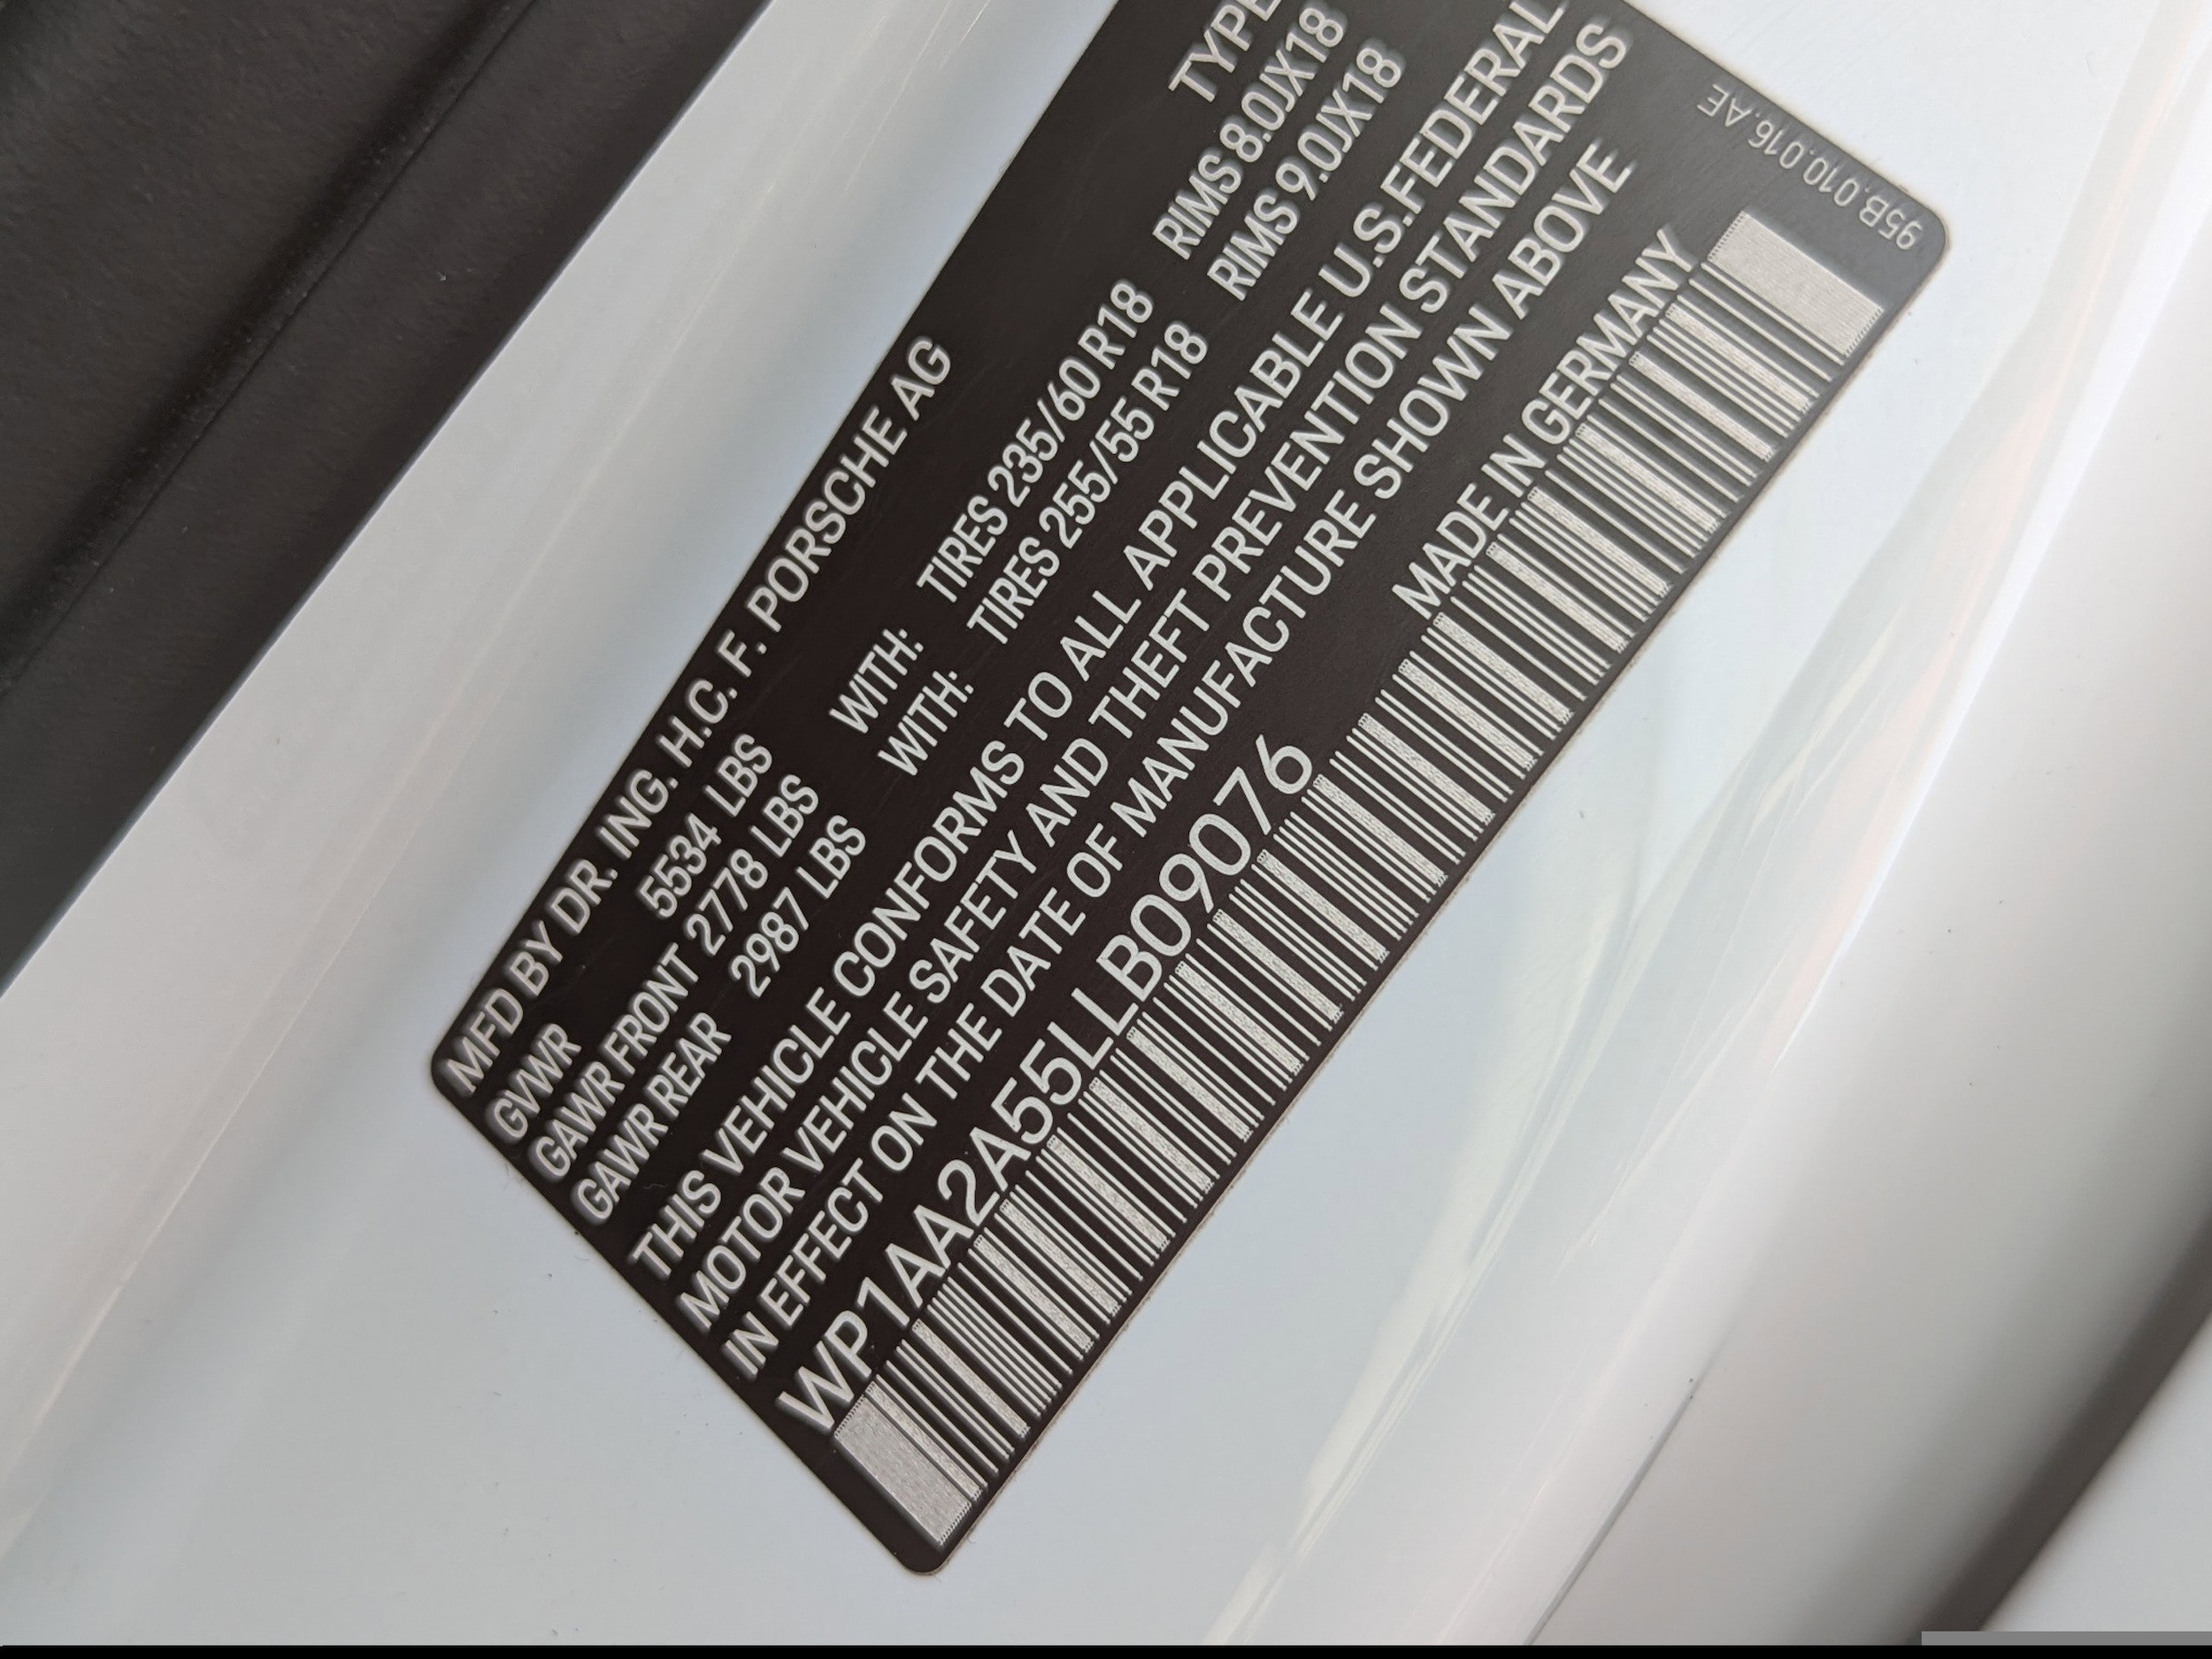 MFD BY DR. ING. H.C. F. PORSCHE AG
TYPE
GVWR 5534 LBS
GAWR FRONT 2778 LBS WITH: TIRES 235/60 R18 RIMS 8.0JX18
GAWR REAR 2987 LBS WITH: TIRES 255/55 R18 RIMS 9.0JX18
THIS VEHICLE CONFORMS TO ALL APPLICABLE U.S.FEDERAL
MOTOR VEHICLE SAFETY AND THEFT PREVENTION STANDARDS
IN EFFECT ON THE DATE OF MANUFACTURE SHOWN ABOVE
WP1AA2A55LLB09076 MADE IN GERMANY
95B.010.016.AE